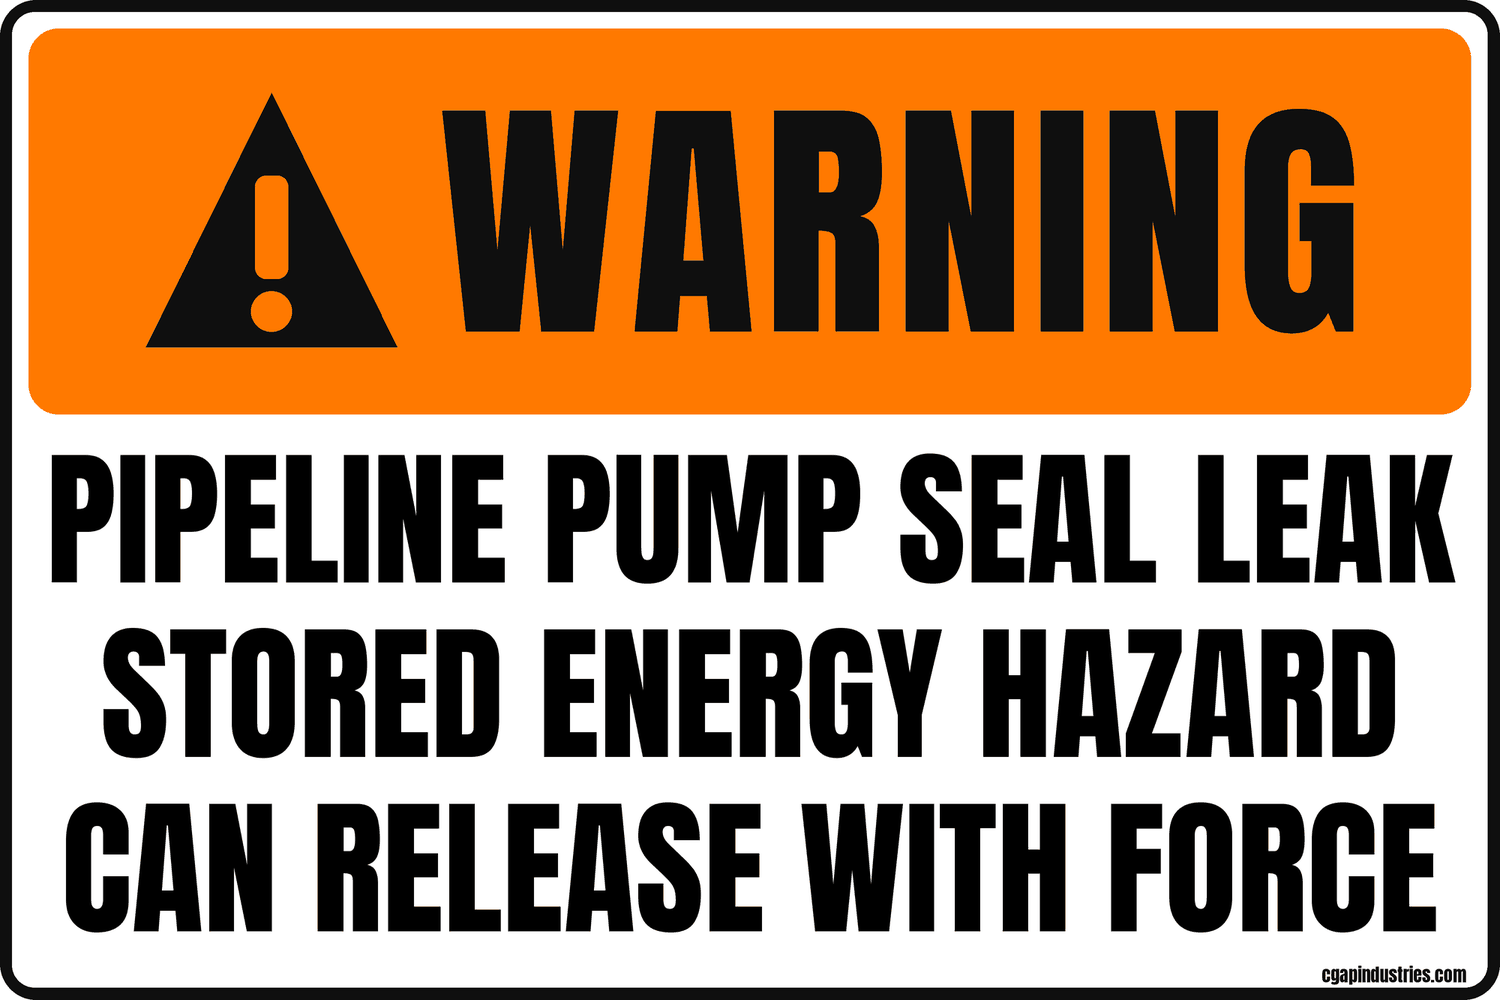 WARNING
PIPELINE PUMP SEAL LEAK
STORED ENERGY HAZARD
CAN RELEASE WITH FORCE
cgapindustries.com